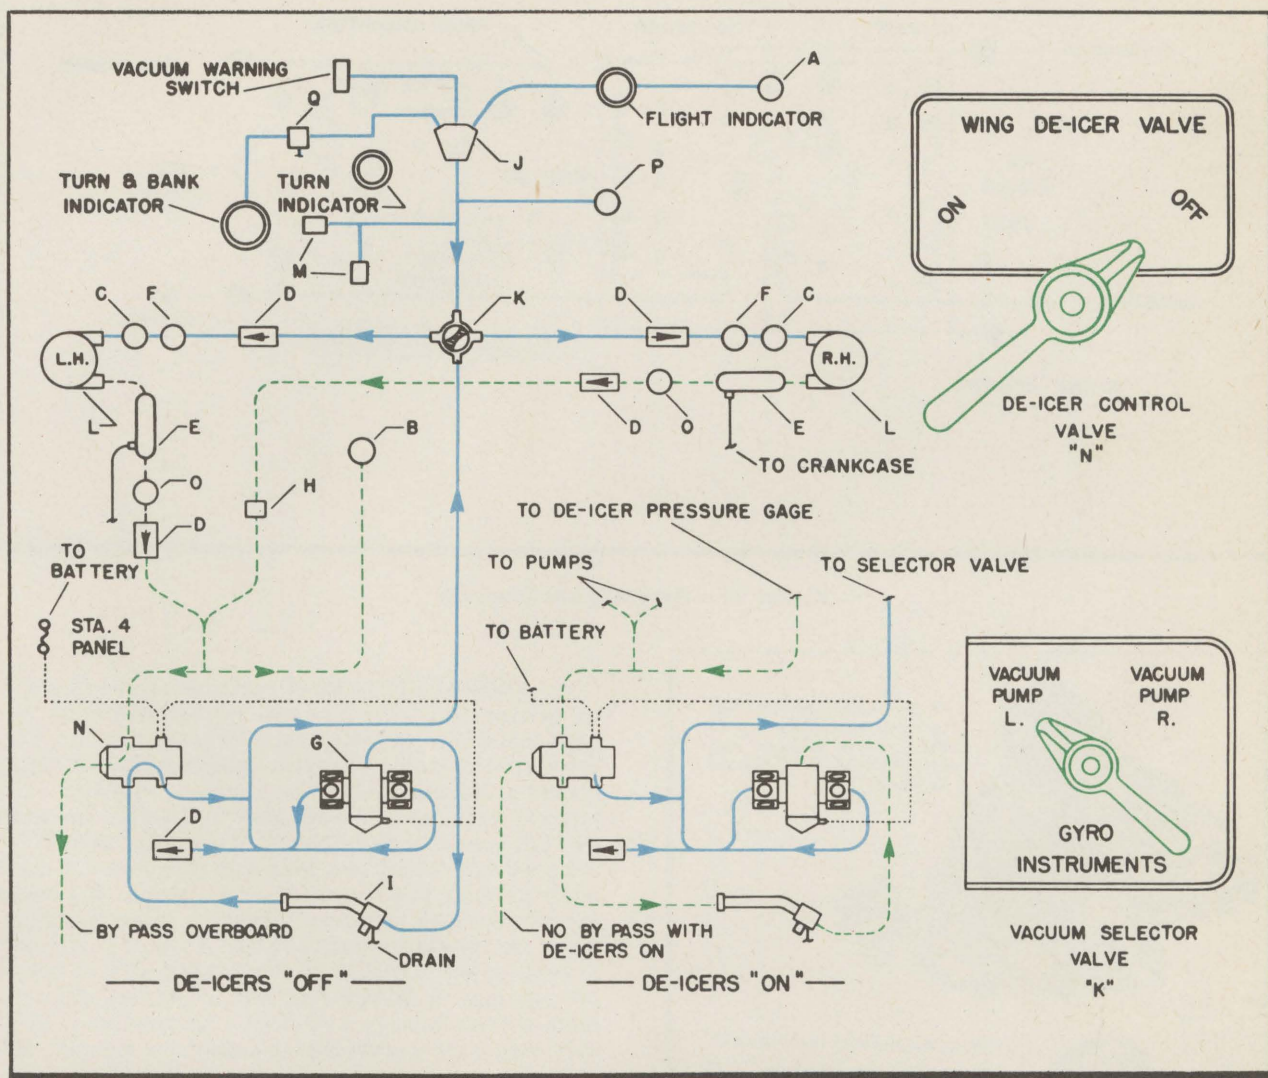 VACUUM WARNING
SWITCH
A
Q
FLIGHT INDICATOR
J
TURN & BANK
INDICATOR
TURN
INDICATOR
P
M
C
F
D
K
D
F
C
L.H.
R.H.
L
E
B
D
O
E
L
TO CRANKCASE
O
H
D
TO
BATTERY
STA. 4
PANEL
TO DE-ICER PRESSURE GAGE
TO PUMPS
TO SELECTOR VALVE
TO BATTERY
N
G
D
I
BY PASS OVERBOARD
DRAIN
DE-ICERS "OFF"
NO BY PASS WITH
DE-ICERS ON
DE-ICERS "ON"
WING DE-ICER VALVE
ON
OFF
DE-ICER CONTROL
VALVE
"N"
VACUUM
PUMP
L.
VACUUM
PUMP
R.
GYRO
INSTRUMENTS
VACUUM SELECTOR
VALVE
"K"